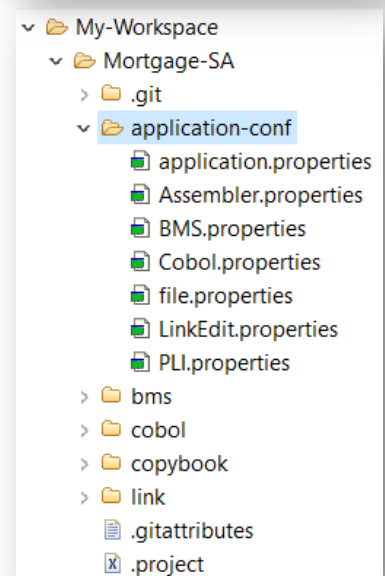 My-Workspace
Mortgage-SA
.git
application-conf
application.properties
Assembler.properties
BMS.properties
Cobol.properties
file.properties
LinkEdit.properties
PLI.properties
bms
cobol
copybook
link
.gitattributes
.project